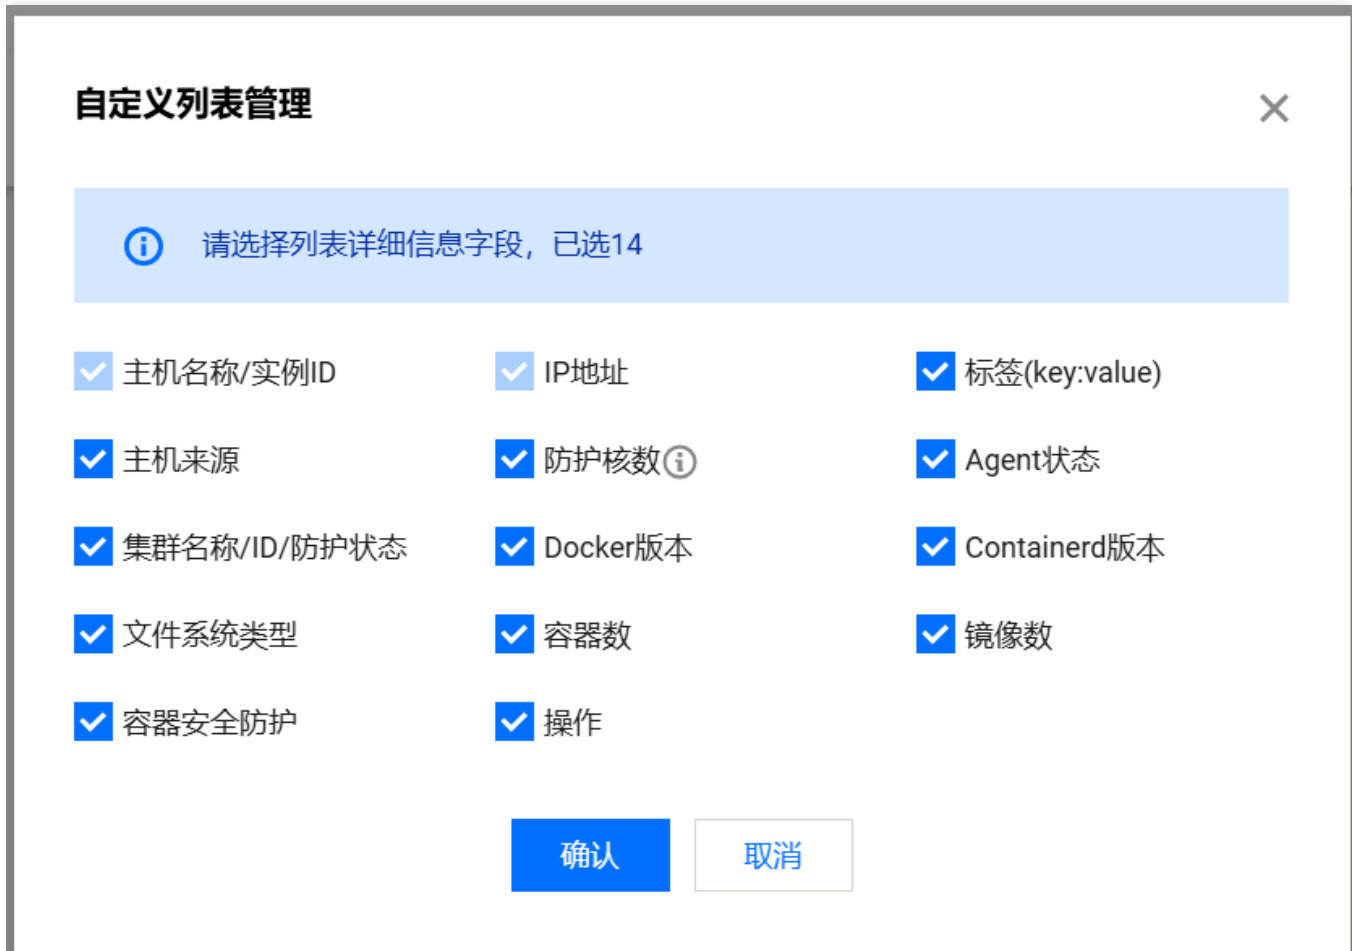 自定义列表管理
请选择列表详细信息字段，已选14
主机名称/实例ID IP地址 标签(key:value)
主机来源 防护核数 Agent状态
集群名称/ID/防护状态 Docker版本 Containerd版本
文件系统类型 容器数 镜像数
容器安全防护 操作
确认 取消